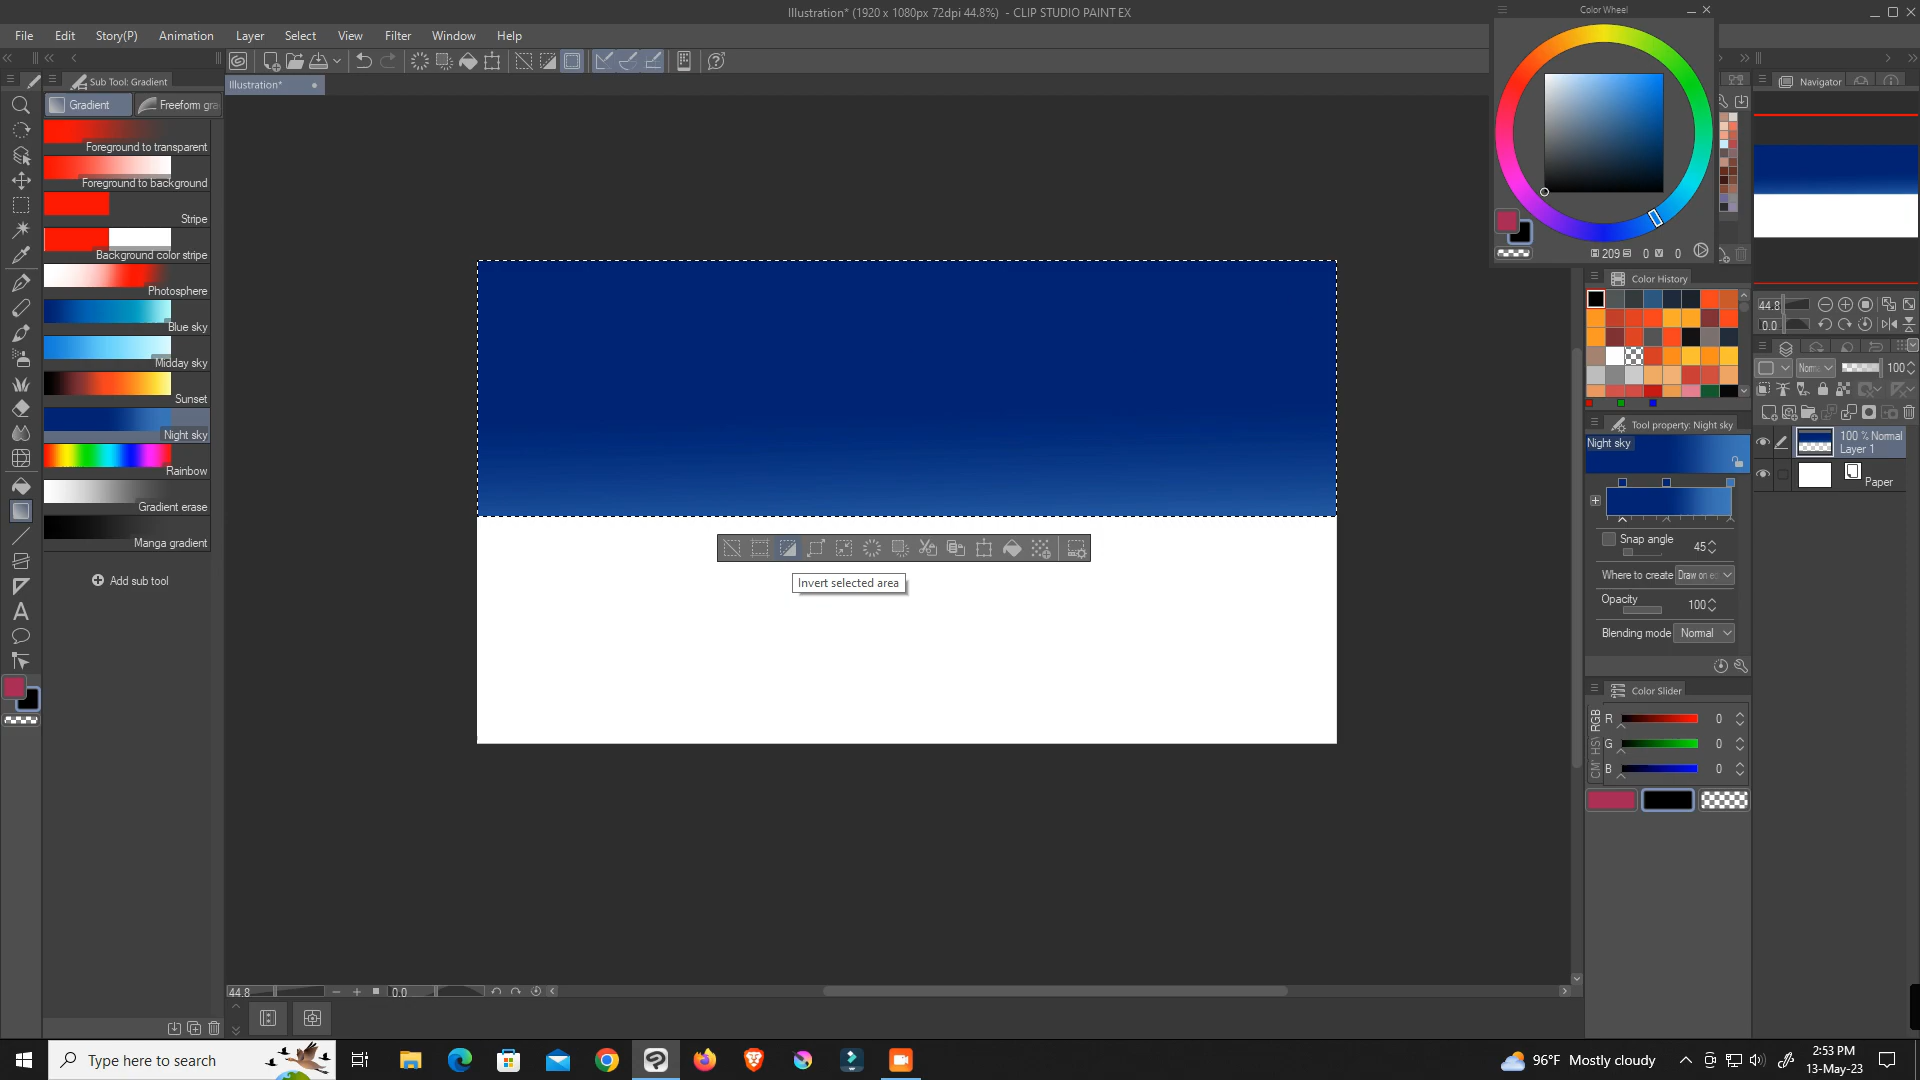 Illustration* (1920 x 1080px 72dpi 44.8%) - CLIP STUDIO PAINT EX
Color Wheel
File Edit Story(P) Animation Layer Select View Filter Window Help
Sub Tool: Gradient
Illustration*
Navigator
Gradient
Freeform gra
Foreground to transparent
Foreground to background
Stripe
Background color stripe
Photosphere
Blue sky
Midday sky
Sunset
Night sky
Rainbow
Gradient erase
Manga gradient
Add sub tool
209 0 0
Color History
44.8
0.0
100
Tool property: Night sky
Night sky
100 % Normal
Layer 1
Paper
Snap angle 45
Where to create Draw on e
Opacity 100
Blending mode Normal
Invert selected area
Color Slider
RGB
R 0
G 0
B 0
44.8 0.0
Type here to search
96°F Mostly cloudy
2:53 PM
13-May-23